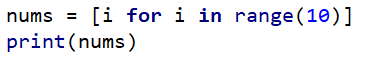 nums = [i for i in range(10)]
print(nums)